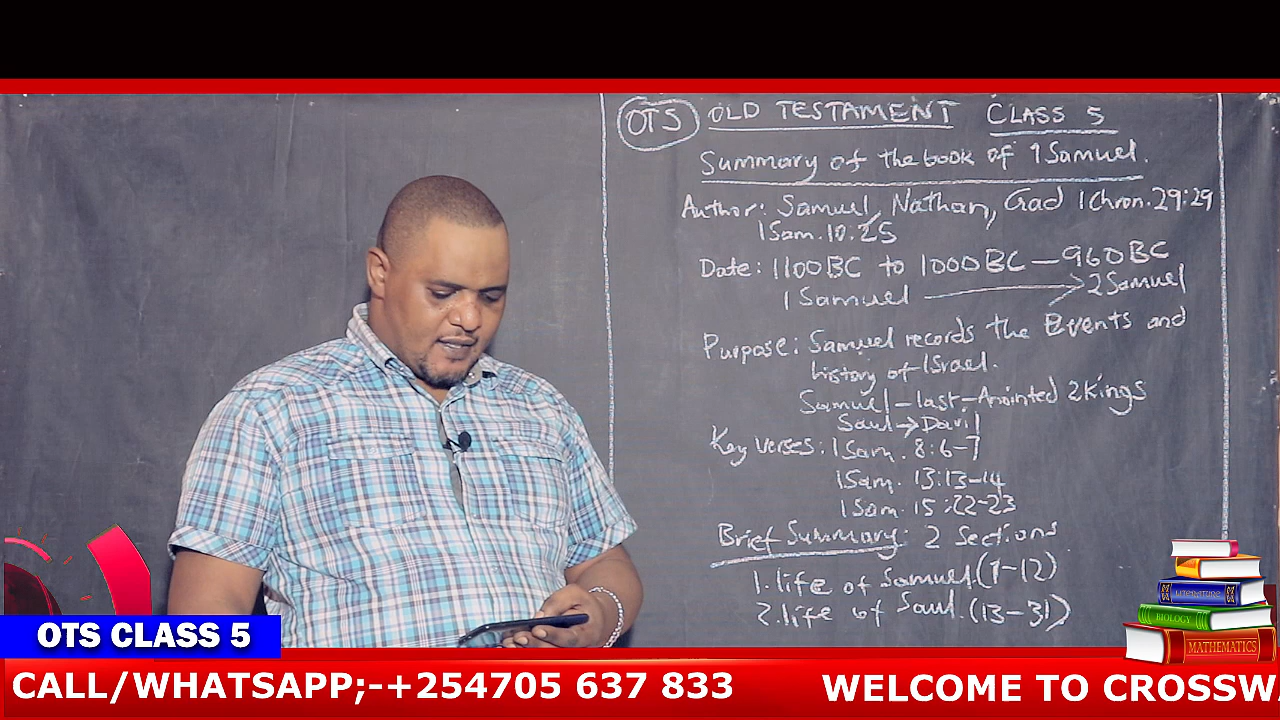 OTS OLD TESTAMENT CLASS 5
Summary of the book of 1Samuel.
Author: Samuel, Nathan, Gad 1Chron.29:29
1Sam.10.25
Date: 1100BC to 1000BC — 960BC
1Samuel → 2Samuel
Purpose: Samuel records the Events and
history of ISrael.
Samuel - last - Anointed 2Kings
Saul → David
Key verses: 1Sam. 8:6-7
1Sam. 13:13-14
1Sam. 15:22-23
Brief Summary: 2 Sections
1. life of Samuel. (1-12)
2. life of Saul. (13-31)
LITERATURE
BIOLOGY
MATHEMATICS
OTS CLASS 5
CALL/WHATSAPP;-+254705 637 833 WELCOME TO CROSSW